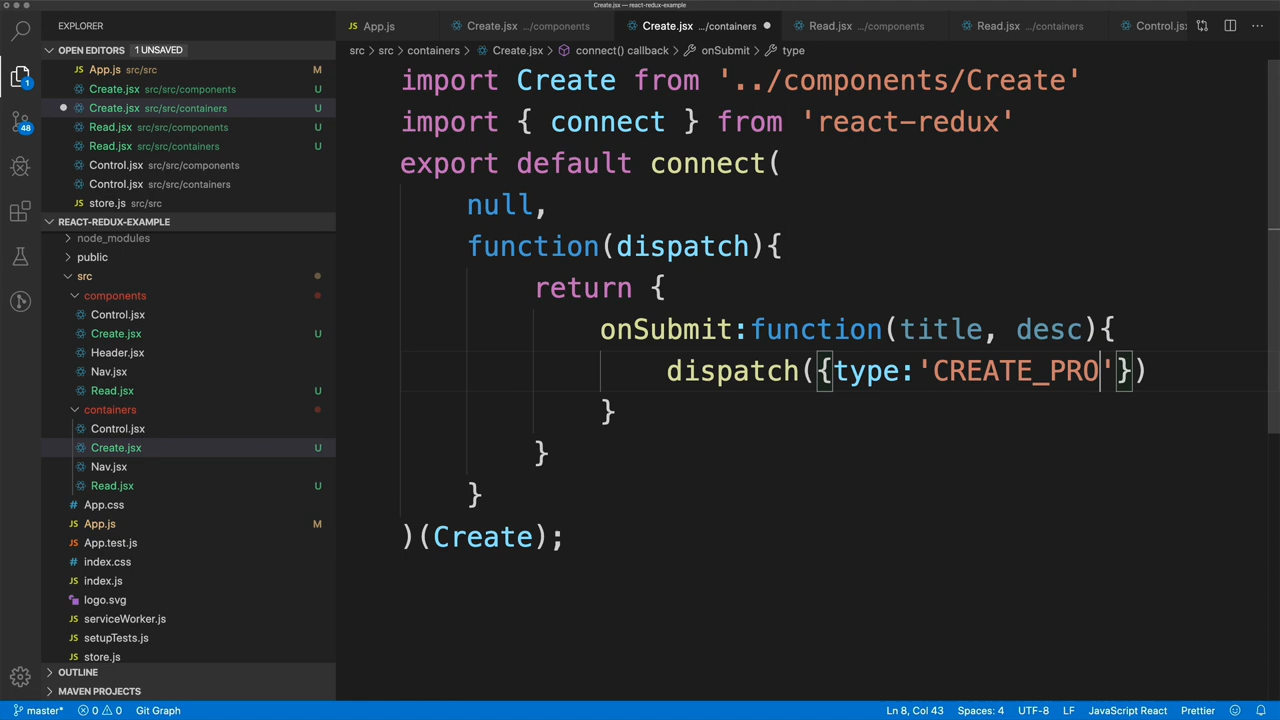 Create.jsx — react-redux-example
EXPLORER
OPEN EDITORS 1 UNSAVED
App.js src/src M
Create.jsx src/src/components U
Create.jsx src/src/containers U
Read.jsx src/src/components U
Read.jsx src/src/containers U
Control.jsx src/src/components
Control.jsx src/src/containers
store.js src/src
REACT-REDUX-EXAMPLE
node_modules
public
src
components
Control.jsx
Create.jsx U
Header.jsx
Nav.jsx
Read.jsx U
containers
Control.jsx
Create.jsx U
Nav.jsx
Read.jsx U
App.css
App.js M
App.test.js
index.css
index.js
logo.svg
serviceWorker.js
setupTests.js
store.js
OUTLINE
MAVEN PROJECTS
1
48
App.js Create.jsx .../components Create.jsx .../containers Read.jsx .../components Read.jsx .../containers Control.js
src > src > containers > Create.jsx > connect() callback > onSubmit > type
import Create from '../components/Create'
import { connect } from 'react-redux'
export default connect(
null,
function(dispatch){
return {
onSubmit:function(title, desc){
dispatch({type:'CREATE_PRO'})
}
}
}
)(Create);
master* 0 0 Git Graph Ln 8, Col 43 Spaces: 4 UTF-8 LF JavaScript React Prettier